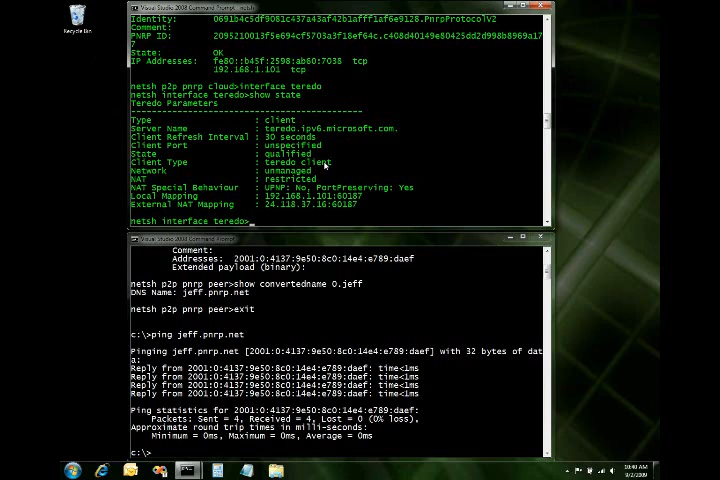 Recycle Bin
Visual Studio 2008 Command Prompt - netsh
Identity: 0691b4c5df9081c437a43af42b1afff1af6e9128.PnrpProtocolV2
Comment:
PNRP ID: 2095210013f5e694cf5703a3f18ef64c.c408d40149e80425dd2d998b8969a17
7
State: OK
IP Addresses: fe80::b45f:2598:ab60:7038 tcp
192.168.1.101 tcp
netsh p2p pnrp cloud>interface teredo
netsh interface teredo>show state
Teredo Parameters
----------------------------------------------
Type : client
Server Name : teredo.ipv6.microsoft.com.
Client Refresh Interval : 30 seconds
Client Port : unspecified
State : qualified
Client Type : teredo client
Network : unmanaged
NAT : restricted
NAT Special Behaviour : UPNP: No, PortPreserving: Yes
Local Mapping : 192.168.1.101:60187
External NAT Mapping : 24.118.37.16:60187
netsh interface teredo>_
Visual Studio 2008 Command Prompt
Comment:
Addresses: 2001:0:4137:9e50:8c0:14e4:e789:daef
Extended payload (binary):
netsh p2p pnrp peer>show convertedname 0.jeff
DNS Name: jeff.pnrp.net
netsh p2p pnrp peer>exit
c:\>ping jeff.pnrp.net
Pinging jeff.pnrp.net [2001:0:4137:9e50:8c0:14e4:e789:daef] with 32 bytes of dat
a:
Reply from 2001:0:4137:9e50:8c0:14e4:e789:daef: time<1ms
Reply from 2001:0:4137:9e50:8c0:14e4:e789:daef: time<1ms
Reply from 2001:0:4137:9e50:8c0:14e4:e789:daef: time<1ms
Reply from 2001:0:4137:9e50:8c0:14e4:e789:daef: time<1ms
Ping statistics for 2001:0:4137:9e50:8c0:14e4:e789:daef:
Packets: Sent = 4, Received = 4, Lost = 0 (0% loss),
Approximate round trip times in milli-seconds:
Minimum = 0ms, Maximum = 0ms, Average = 0ms
c:\>
10:40 AM
9/2/2009